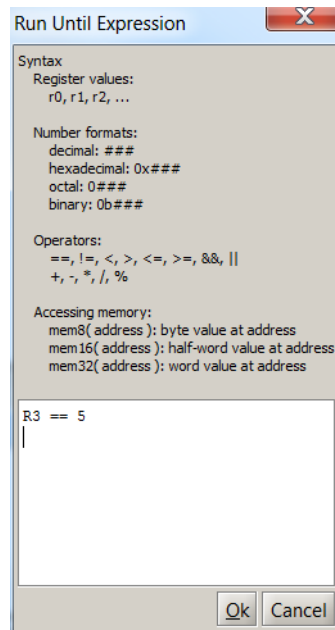 Run Until Expression
X
Syntax
Register values:
r0, r1, r2, ...
Number formats:
decimal: ###
hexadecimal: 0x###
octal: 0###
binary: 0b###
Operators:
==, !=, <, >, <=, >=, &&, ||
+, -, *, /, %
Accessing memory:
mem8( address ): byte value at address
mem16( address ): half-word value at address
mem32( address ): word value at address
R3 == 5
Ok Cancel